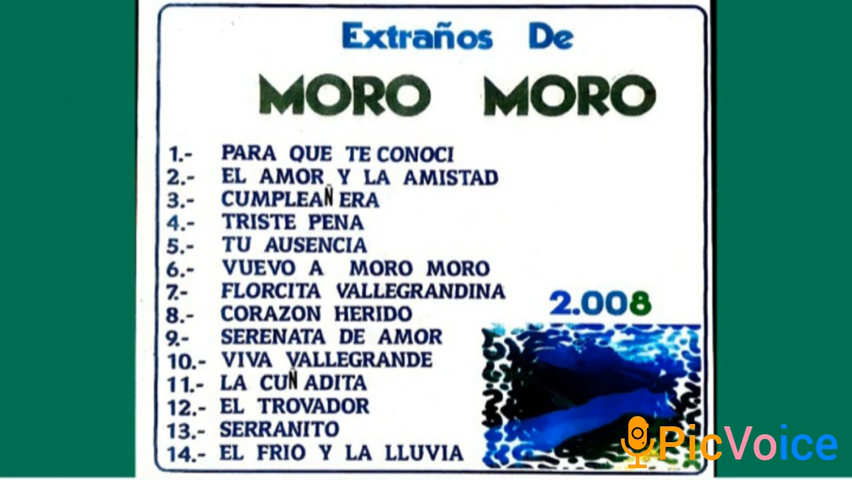 Extraños De
MORO MORO
1.- PARA QUE TE CONOCI
2.- EL AMOR Y LA AMISTAD
3.- CUMPLEAÑERA
4.- TRISTE PENA
5.- TU AUSENCIA
6.- VUEVO A MORO MORO
7.- FLORCITA VALLEGRANDINA
8.- CORAZON HERIDO
9.- SERENATA DE AMOR
10.- VIVA VALLEGRANDE
11.- LA CUÑADITA
12.- EL TROVADOR
13.- SERRANITO
14.- EL FRIO Y LA LLUVIA
2.008
PicVoice